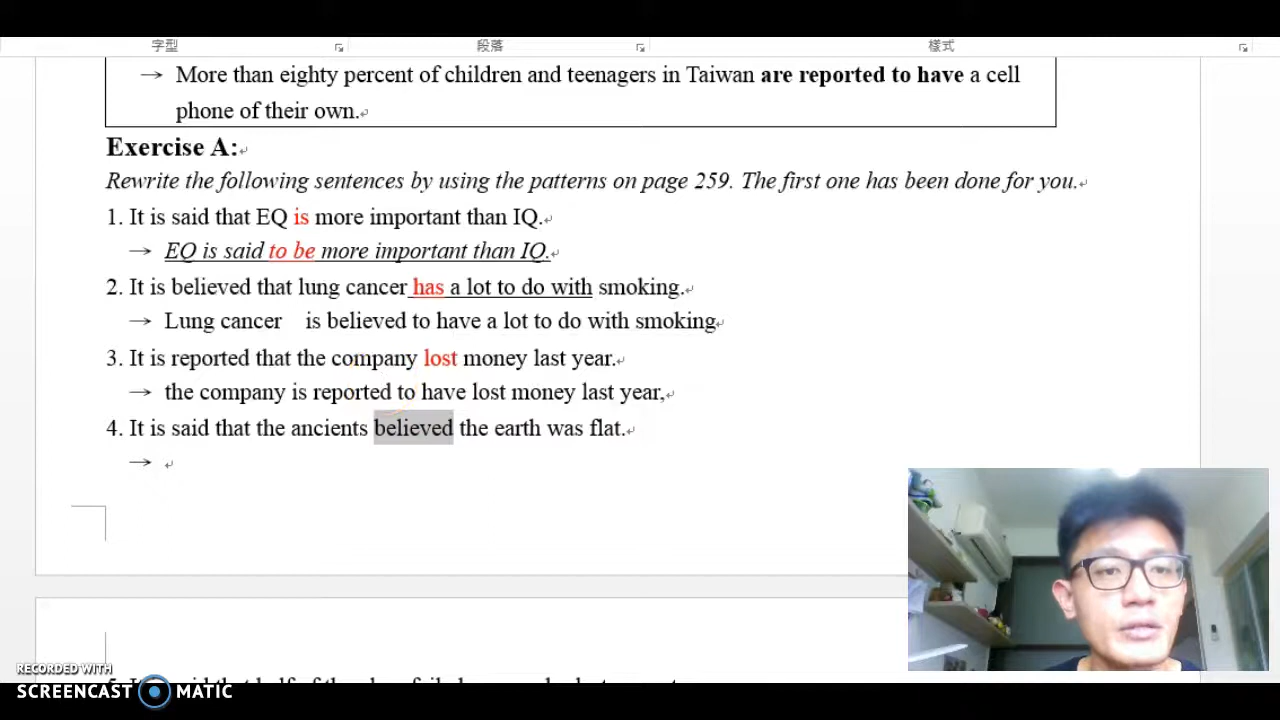 字型 段落 樣式
→ More than eighty percent of children and teenagers in Taiwan are reported to have a cell
phone of their own.
Exercise A:
Rewrite the following sentences by using the patterns on page 259. The first one has been done for you.
1. It is said that EQ is more important than IQ.
→ EQ is said to be more important than IQ.
2. It is believed that lung cancer has a lot to do with smoking.
→ Lung cancer is believed to have a lot to do with smoking
3. It is reported that the company lost money last year.
→ the company is reported to have lost money last year,
4. It is said that the ancients believed the earth was flat.
→
RECORDED WITH
SCREENCAST MATIC